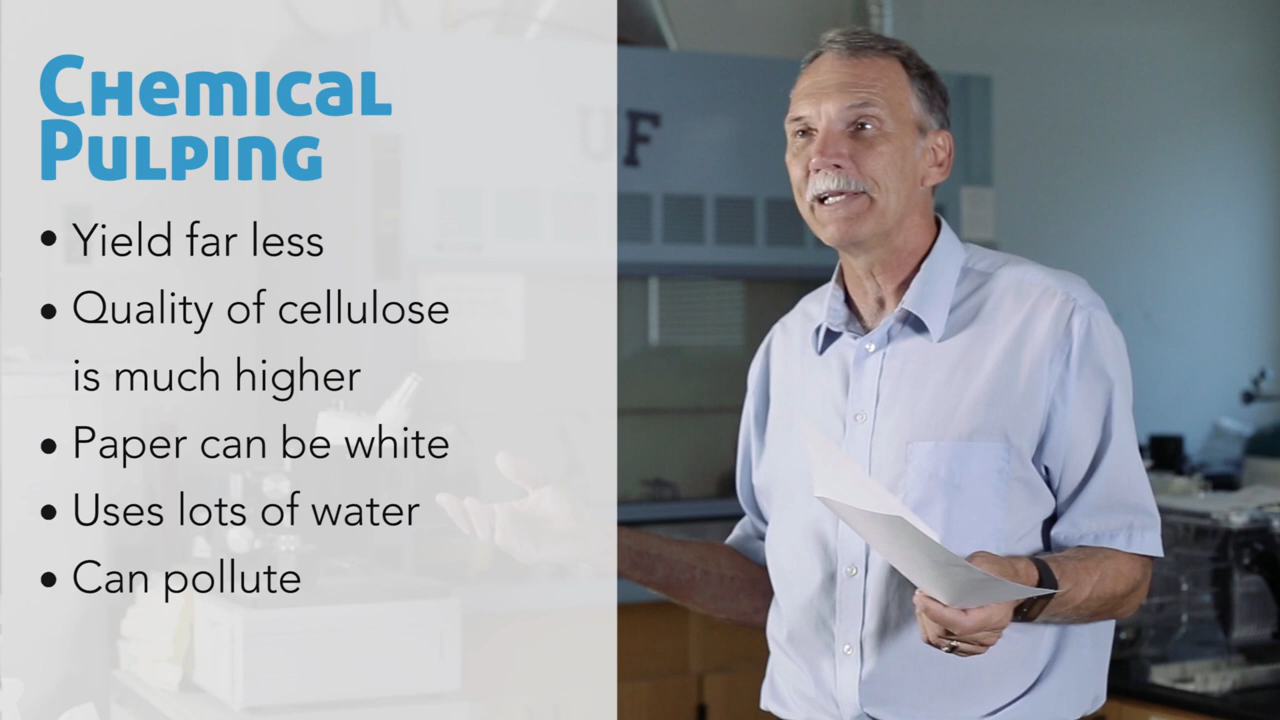 Chemical
Pulping
• Yield far less
• Quality of cellulose
is much higher
• Paper can be white
• Uses lots of water
• Can pollute
UF